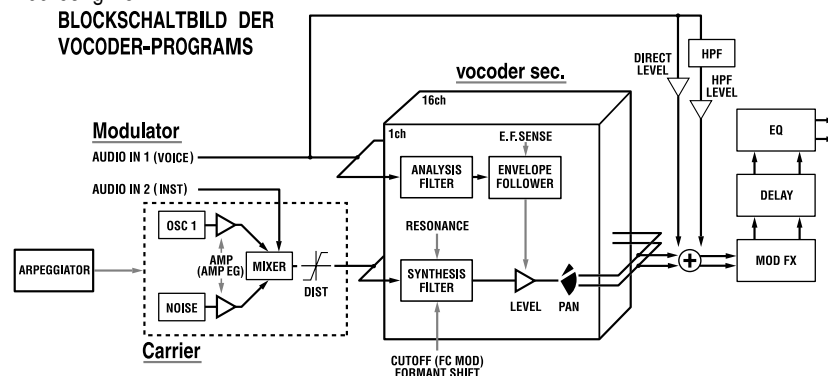 BLOCKSCHALTBILD DER
VOCODER-PROGRAMS
vocoder sec.
16ch
1ch
DIRECT
LEVEL
HPF
HPF
LEVEL
Modulator
AUDIO IN 1 (VOICE)
AUDIO IN 2 (INST)
E.F.SENSE
ANALYSIS
FILTER
ENVELOPE
FOLLOWER
EQ
DELAY
MOD FX
OSC 1
AMP
(AMP EG)
MIXER
DIST
NOISE
ARPEGGIATOR
Carrier
RESONANCE
SYNTHESIS
FILTER
LEVEL
PAN
+
CUTOFF (FC MOD)
FORMANT SHIFT